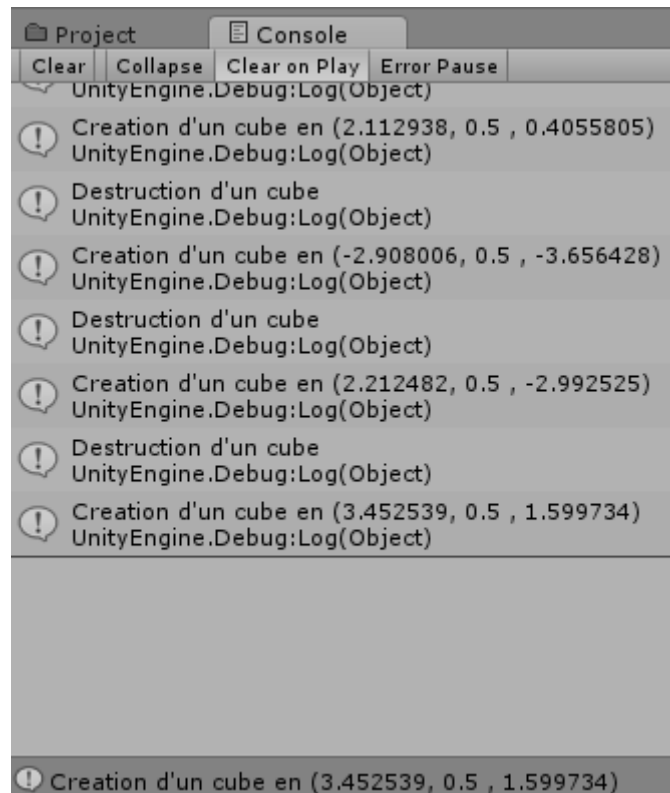 Project Console
Clear Collapse Clear on Play Error Pause
UnityEngine.Debug:Log(Object)
Creation d'un cube en (2.112938, 0.5 , 0.4055805)
UnityEngine.Debug:Log(Object)
Destruction d'un cube
UnityEngine.Debug:Log(Object)
Creation d'un cube en (-2.908006, 0.5 , -3.656428)
UnityEngine.Debug:Log(Object)
Destruction d'un cube
UnityEngine.Debug:Log(Object)
Creation d'un cube en (2.212482, 0.5 , -2.992525)
UnityEngine.Debug:Log(Object)
Destruction d'un cube
UnityEngine.Debug:Log(Object)
Creation d'un cube en (3.452539, 0.5 , 1.599734)
UnityEngine.Debug:Log(Object)
Creation d'un cube en (3.452539, 0.5 , 1.599734)